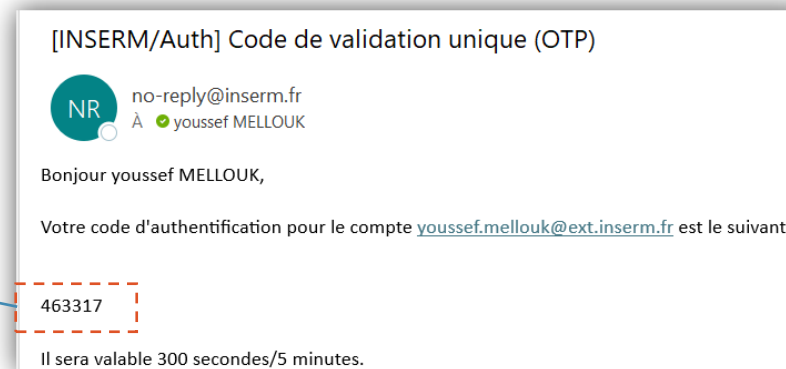 [INSERM/Auth] Code de validation unique (OTP)
NR
no-reply@inserm.fr
À youssef MELLOUK
Bonjour youssef MELLOUK,
Votre code d'authentification pour le compte youssef.mellouk@ext.inserm.fr est le suivant
463317
Il sera valable 300 secondes/5 minutes.